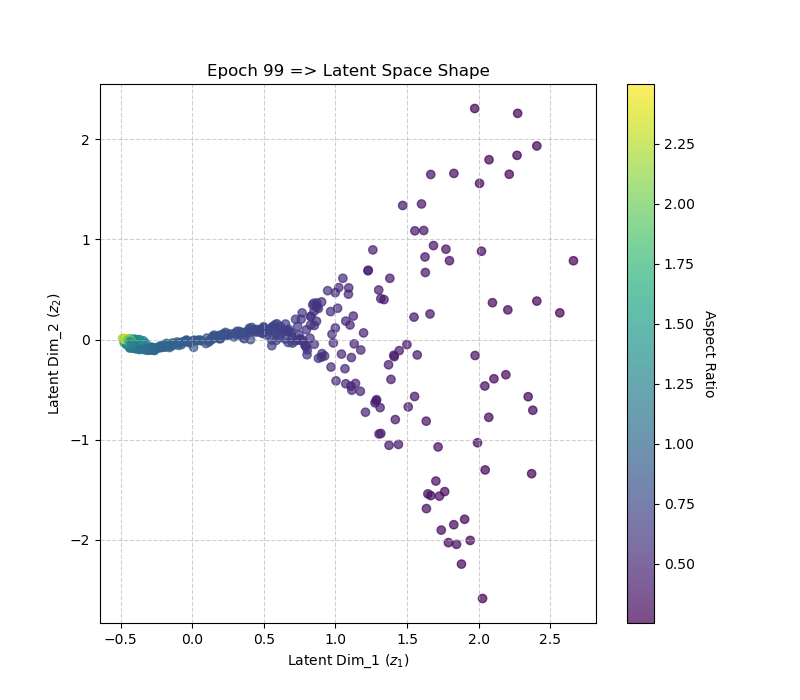 Epoch 99 => Latent Space Shape
2
1
0
−1
−2
Latent Dim_2 (z₂)
−0.5 0.0 0.5 1.0 1.5 2.0 2.5
Latent Dim_1 (z₁)
2.25
2.00
1.75
1.50
1.25
1.00
0.75
0.50
Aspect Ratio